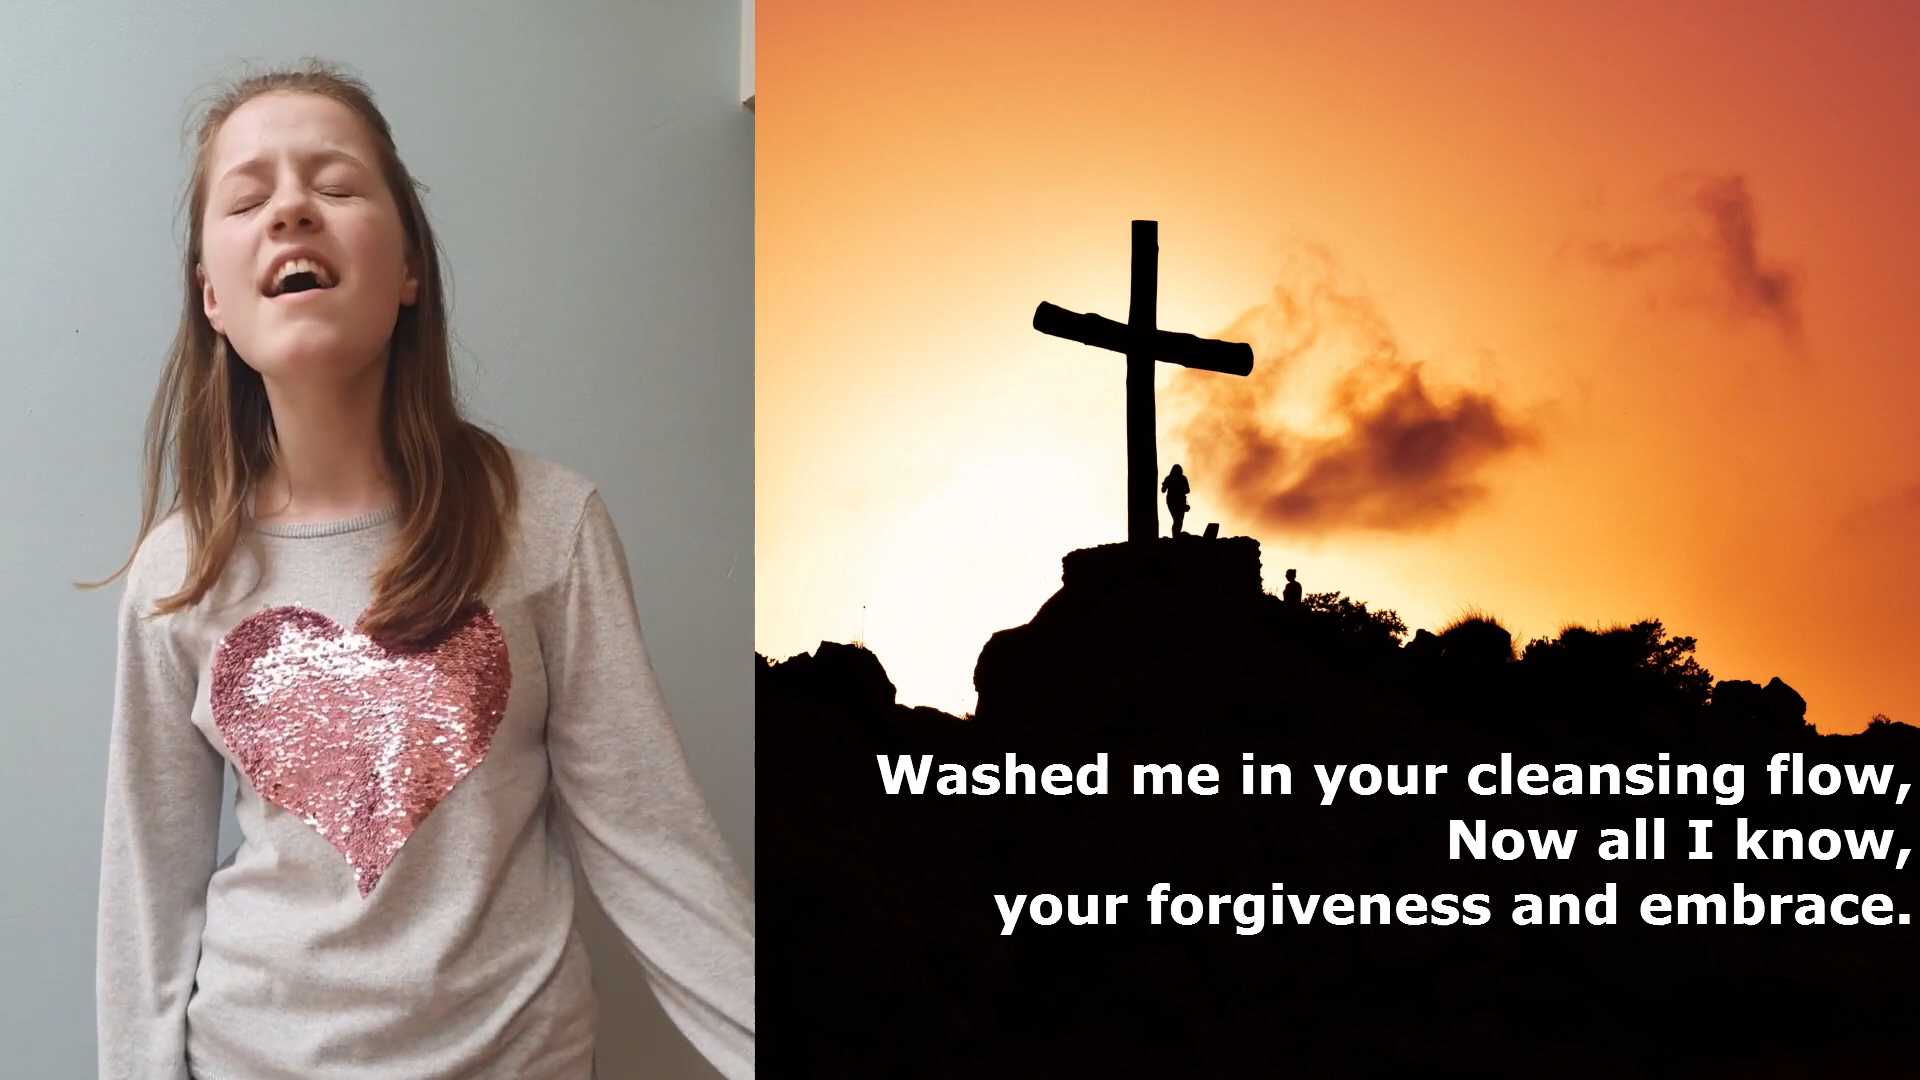 Washed me in your cleansing flow,
Now all I know,
your forgiveness and embrace.